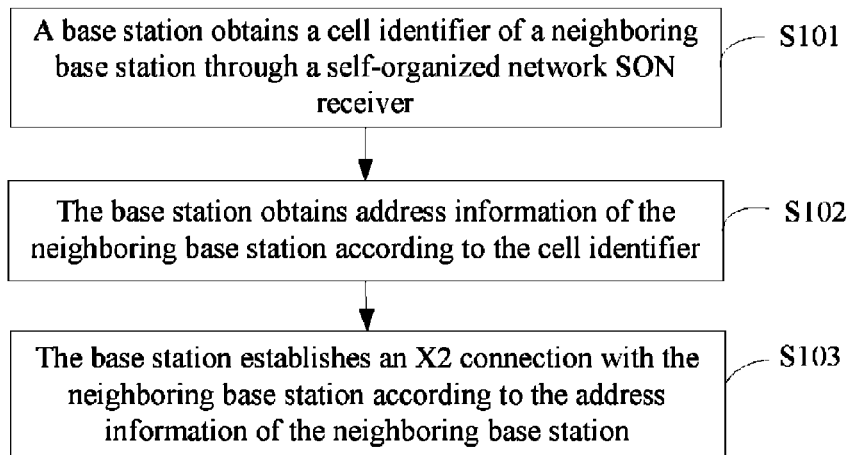 A base station obtains a cell identifier of a neighboring
base station through a self-organized network SON
receiver
S101
The base station obtains address information of the
neighboring base station according to the cell identifier
S102
The base station establishes an X2 connection with the
neighboring base station according to the address
information of the neighboring base station
S103